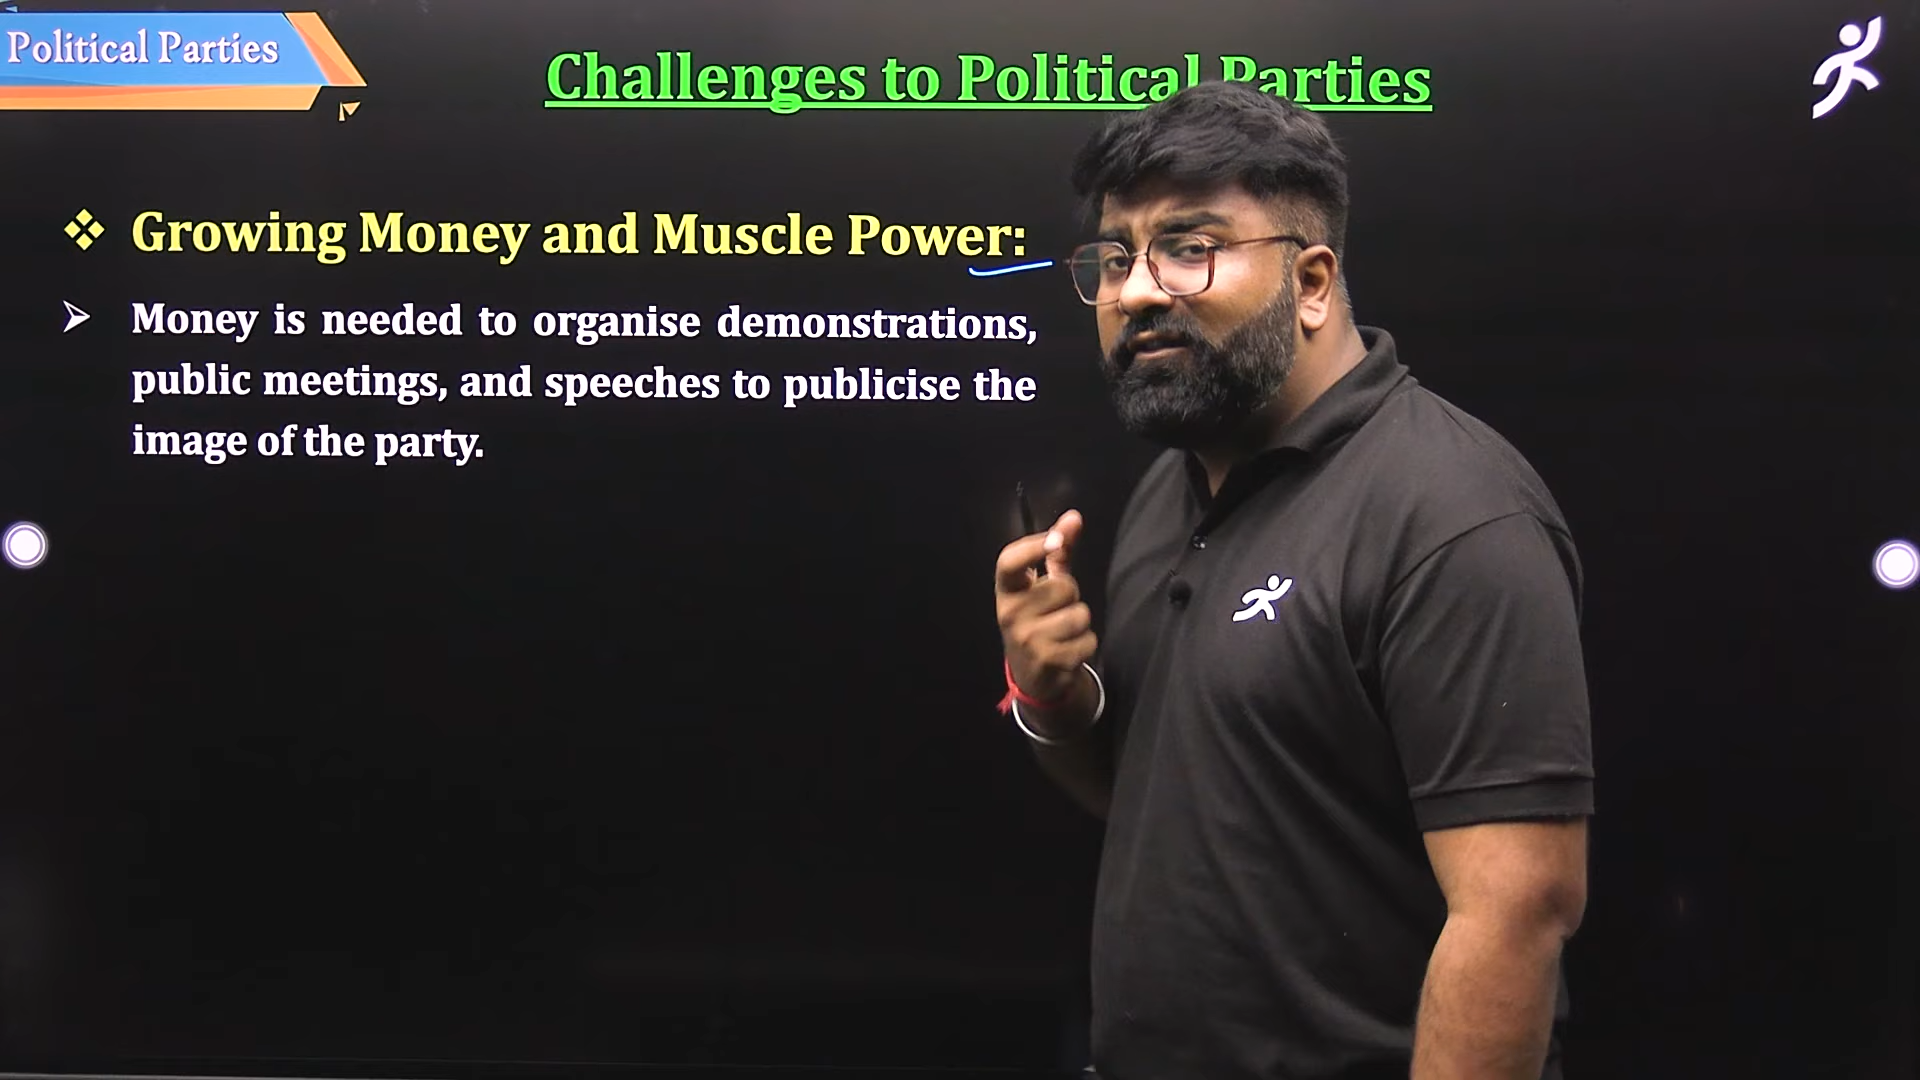 Political Parties
Challenges to Political Parties
Growing Money and Muscle Power:
Money is needed to organise demonstrations,
public meetings, and speeches to publicise the
image of the party.